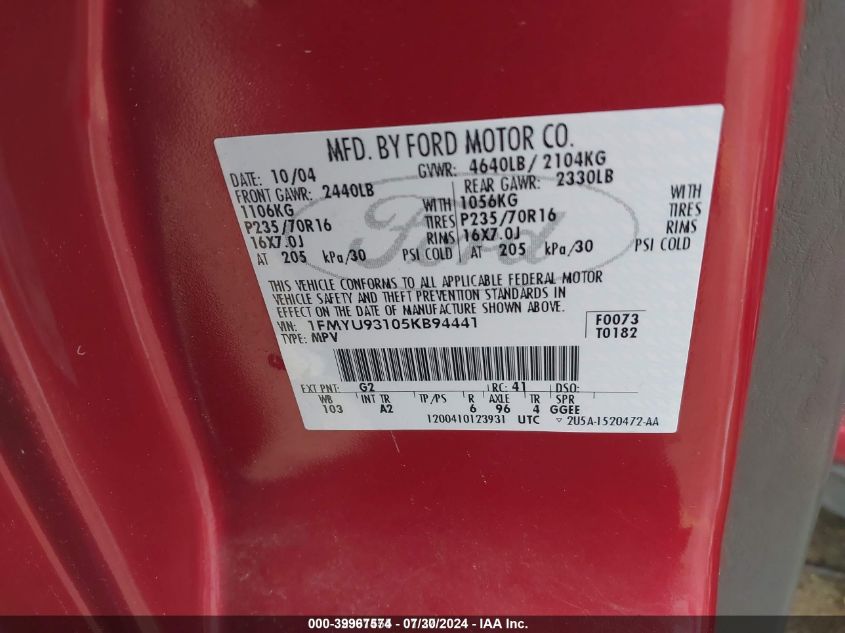 MFD. BY FORD MOTOR CO.
DATE: 10/04 GVWR: 4640LB/ 2104KG
FRONT GAWR: 2440LB REAR GAWR: 2330LB
1106KG WITH 1056KG WITH
P235/70R16 TIRES P235/70R16 TIRES
16X7.0J RIMS 16X7.0J RIMS
AT 205 kPa/30 PSI COLD AT 205 kPa/30 PSI COLD
Ford
THIS VEHICLE CONFORMS TO ALL APPLICABLE FEDERAL MOTOR
VEHICLE SAFETY AND THEFT PREVENTION STANDARDS IN
EFFECT ON THE DATE OF MANUFACTURE SHOWN ABOVE.
VIN: 1FMYU93105KB94441 F0073
TYPE: MPV T0182
EXT PNT: G2 RC: 41 DSO:
WB INT TR TP/PS R AXLE TR SPR
103 A2 6 96 4 GGEE
1200410123931 UTC ▽ 2U5A-1520472-AA
07/30/2024 - IAA Inc.